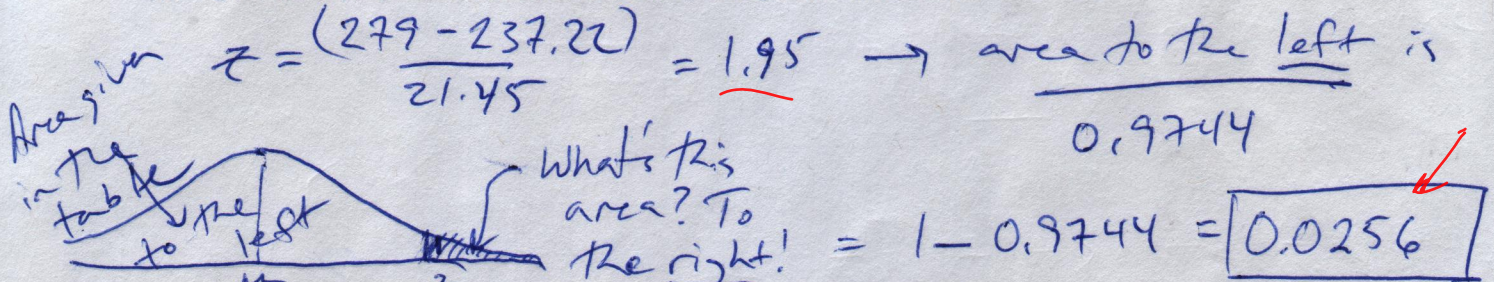 z = (279 - 237.22) / 21.45 = 1.95 → area to the left is
0.9744
Area given
in the
table
to the
left
What's this
area? To
the right!
= 1 - 0.9744 = 0.0256